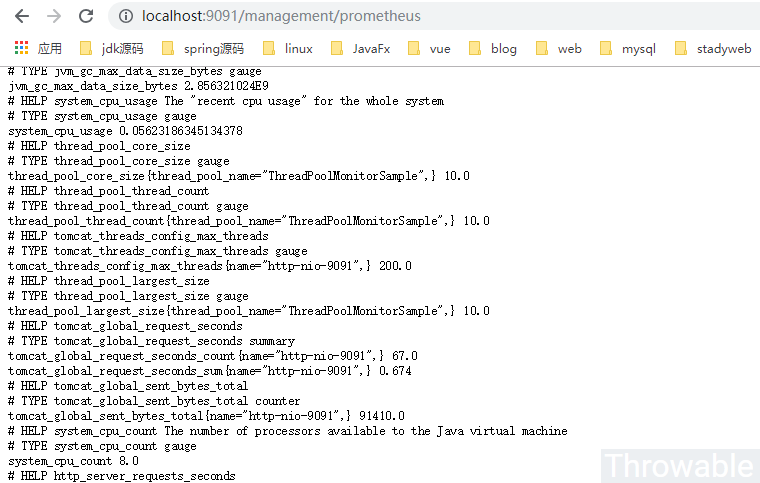 localhost:9091/management/prometheus
应用 jdk源码 spring源码 linux JavaFx vue blog web mysql stadyweb
# TYPE jvm_gc_max_data_size_bytes gauge
jvm_gc_max_data_size_bytes 2.856321024E9
# HELP system_cpu_usage The "recent cpu usage" for the whole system
# TYPE system_cpu_usage gauge
system_cpu_usage 0.05623186345134378
# HELP thread_pool_core_size
# TYPE thread_pool_core_size gauge
thread_pool_core_size{thread_pool_name="ThreadPoolMonitorSample",} 10.0
# HELP thread_pool_thread_count
# TYPE thread_pool_thread_count gauge
thread_pool_thread_count{thread_pool_name="ThreadPoolMonitorSample",} 10.0
# HELP tomcat_threads_config_max_threads
# TYPE tomcat_threads_config_max_threads gauge
tomcat_threads_config_max_threads{name="http-nio-9091",} 200.0
# HELP thread_pool_largest_size
# TYPE thread_pool_largest_size gauge
thread_pool_largest_size{thread_pool_name="ThreadPoolMonitorSample",} 10.0
# HELP tomcat_global_request_seconds
# TYPE tomcat_global_request_seconds summary
tomcat_global_request_seconds_count{name="http-nio-9091",} 67.0
tomcat_global_request_seconds_sum{name="http-nio-9091",} 0.674
# HELP tomcat_global_sent_bytes_total
# TYPE tomcat_global_sent_bytes_total counter
tomcat_global_sent_bytes_total{name="http-nio-9091",} 91410.0
# HELP system_cpu_count The number of processors available to the Java virtual machine
# TYPE system_cpu_count gauge
system_cpu_count 8.0
# HELP http_server_requests_seconds
Throwable